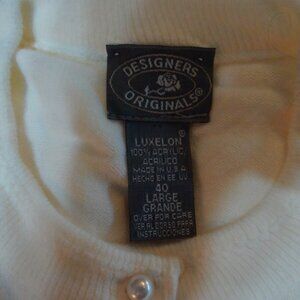 DESIGNERS
ORIGINALS®
LUXELON®
100% ACRYLIC
ACRILICO
MADE IN U.S.A
HECHO EN EE.UU.
40
LARGE
GRANDE
OVER FOR CARE
VER AL DORSO PARA
INSTRUCCIONES